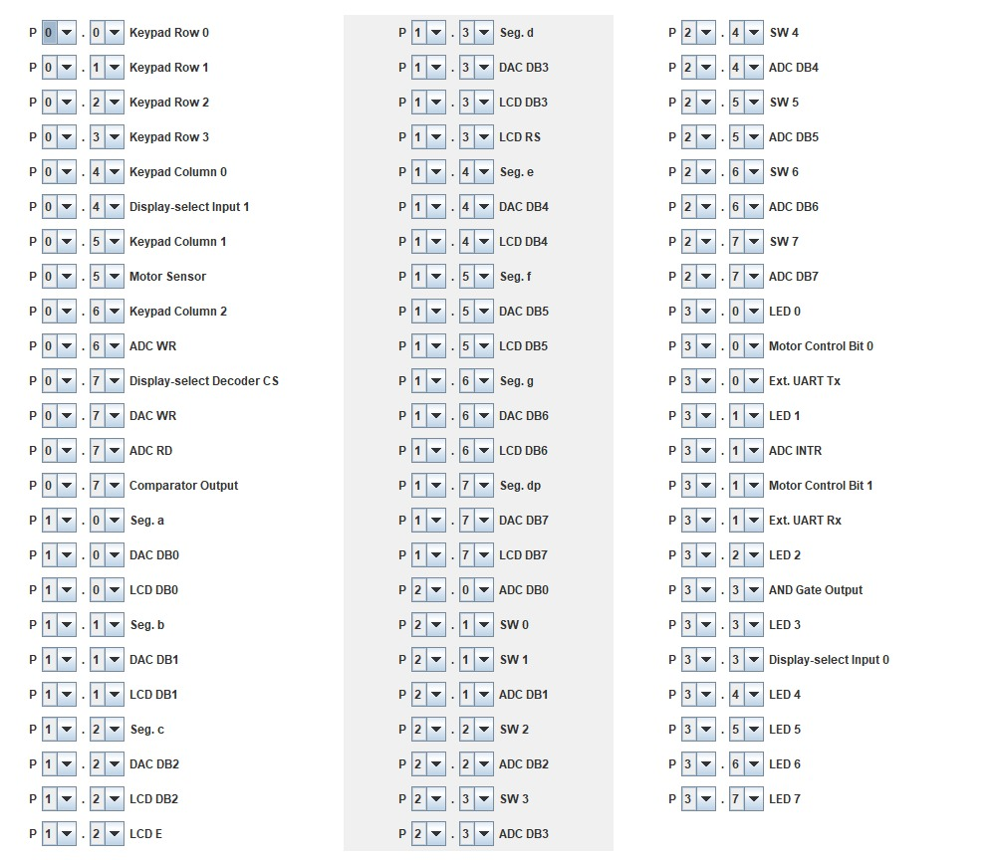 P 0 . 0 Keypad Row 0
P 0 . 1 Keypad Row 1
P 0 . 2 Keypad Row 2
P 0 . 3 Keypad Row 3
P 0 . 4 Keypad Column 0
P 0 . 4 Display-select Input 1
P 0 . 5 Keypad Column 1
P 0 . 5 Motor Sensor
P 0 . 6 Keypad Column 2
P 0 . 6 ADC WR
P 0 . 7 Display-select Decoder CS
P 0 . 7 DAC WR
P 0 . 7 ADC RD
P 0 . 7 Comparator Output
P 1 . 0 Seg. a
P 1 . 0 DAC DB0
P 1 . 0 LCD DB0
P 1 . 1 Seg. b
P 1 . 1 DAC DB1
P 1 . 1 LCD DB1
P 1 . 2 Seg. c
P 1 . 2 DAC DB2
P 1 . 2 LCD DB2
P 1 . 2 LCD E
P 1 . 3 Seg. d
P 1 . 3 DAC DB3
P 1 . 3 LCD DB3
P 1 . 3 LCD RS
P 1 . 4 Seg. e
P 1 . 4 DAC DB4
P 1 . 4 LCD DB4
P 1 . 5 Seg. f
P 1 . 5 DAC DB5
P 1 . 5 LCD DB5
P 1 . 6 Seg. g
P 1 . 6 DAC DB6
P 1 . 6 LCD DB6
P 1 . 7 Seg. dp
P 1 . 7 DAC DB7
P 1 . 7 LCD DB7
P 2 . 0 ADC DB0
P 2 . 1 SW 0
P 2 . 1 SW 1
P 2 . 1 ADC DB1
P 2 . 2 SW 2
P 2 . 2 ADC DB2
P 2 . 3 SW 3
P 2 . 3 ADC DB3
P 2 . 4 SW 4
P 2 . 4 ADC DB4
P 2 . 5 SW 5
P 2 . 5 ADC DB5
P 2 . 6 SW 6
P 2 . 6 ADC DB6
P 2 . 7 SW 7
P 2 . 7 ADC DB7
P 3 . 0 LED 0
P 3 . 0 Motor Control Bit 0
P 3 . 0 Ext. UART Tx
P 3 . 1 LED 1
P 3 . 1 ADC INTR
P 3 . 1 Motor Control Bit 1
P 3 . 1 Ext. UART Rx
P 3 . 2 LED 2
P 3 . 3 AND Gate Output
P 3 . 3 LED 3
P 3 . 3 Display-select Input 0
P 3 . 4 LED 4
P 3 . 5 LED 5
P 3 . 6 LED 6
P 3 . 7 LED 7